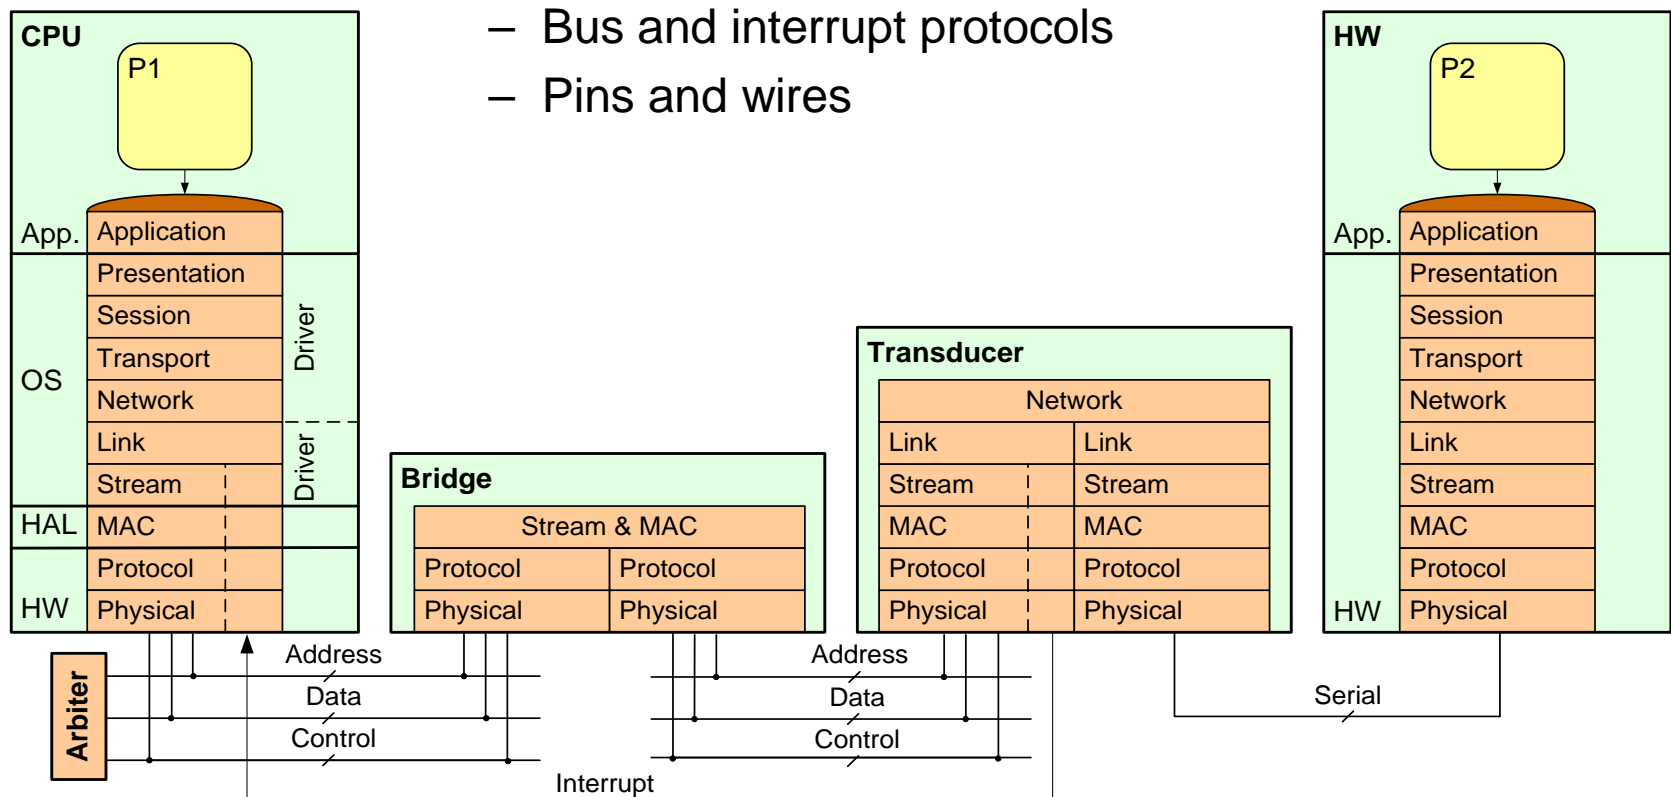 – Bus and interrupt protocols
– Pins and wires
CPU
P1
App.
Application
OS
Presentation
Session
Transport
Network
Link
Stream
Driver
Driver
HAL
MAC
HW
Protocol
Physical
Bridge
Stream & MAC
Protocol
Protocol
Physical
Physical
Transducer
Network
Link
Link
Stream
Stream
MAC
MAC
Protocol
Protocol
Physical
Physical
HW
P2
App.
Application
Presentation
Session
Transport
Network
Link
Stream
MAC
Protocol
HW
Physical
Arbiter
Address
Data
Control
Interrupt
Address
Data
Control
Serial